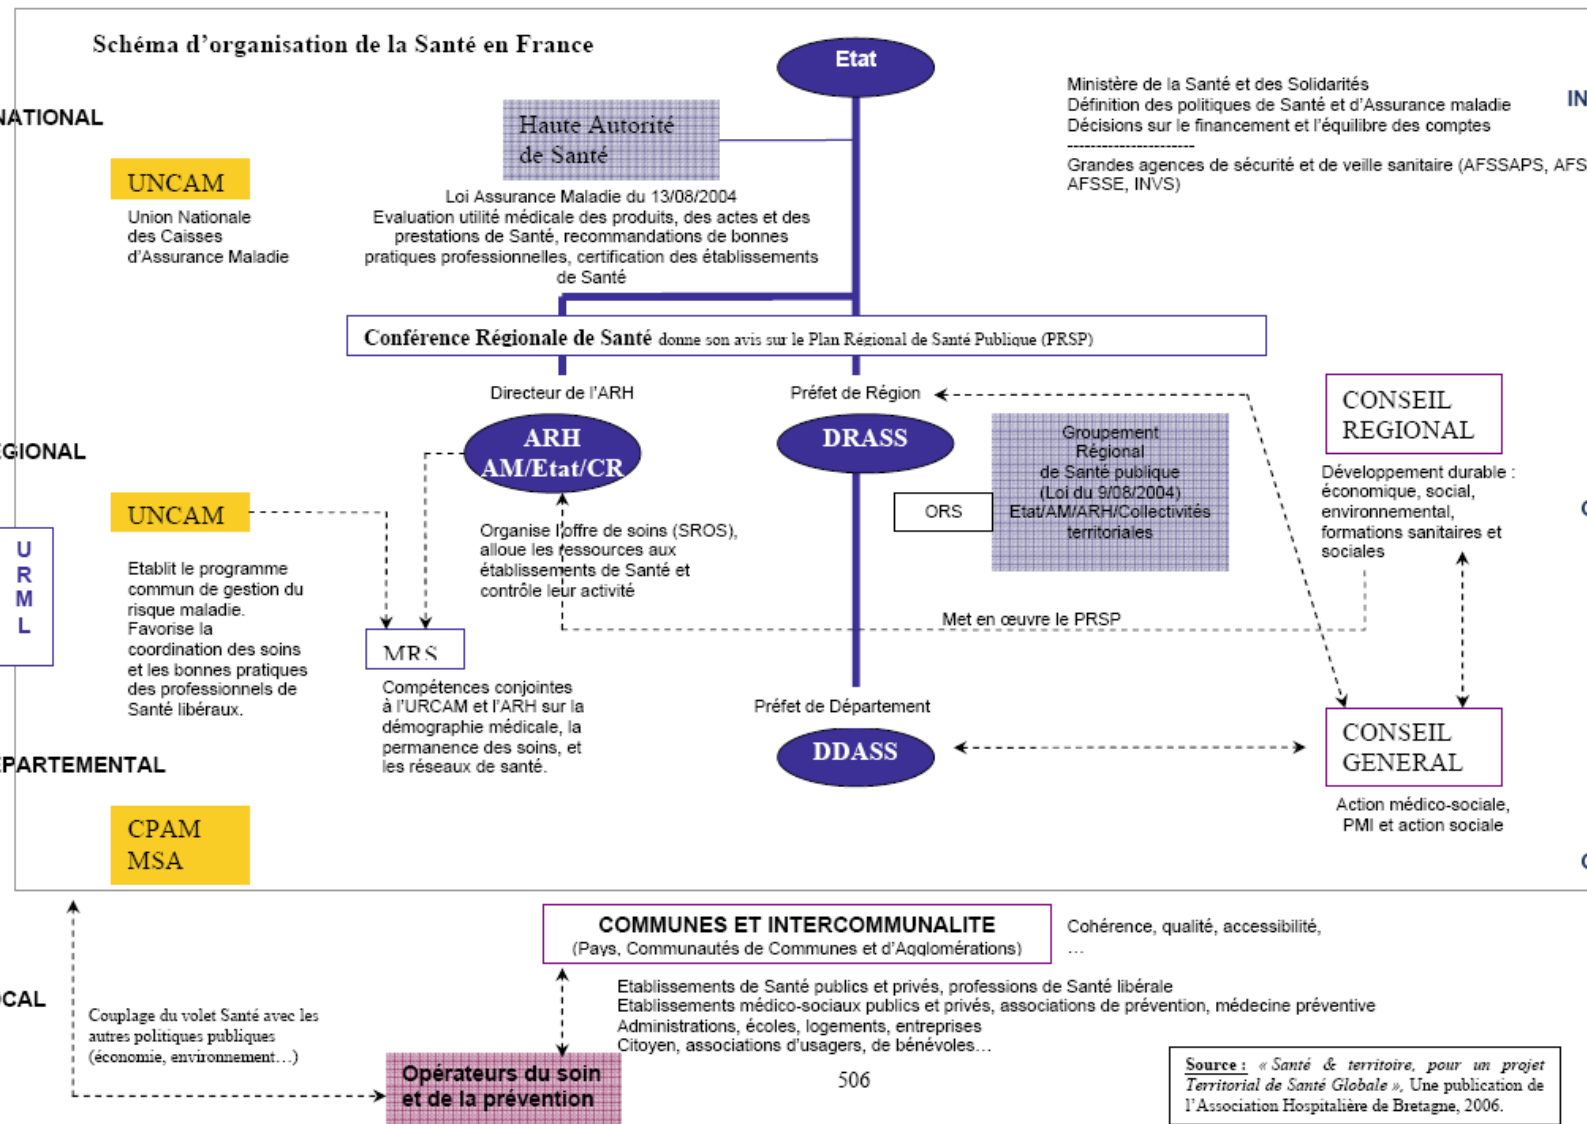 Schéma d’organisation de la Santé en France
Etat
Ministère de la Santé et des Solidarités
Définition des politiques de Santé et d’Assurance maladie
Décisions sur le financement et l’équilibre des comptes
----------------------
Grandes agences de sécurité et de veille sanitaire (AFSSAPS, AFS
AFSSE, INVS)
IN
NATIONAL
Haute Autorité
de Santé
UNCAM
Union Nationale
des Caisses
d’Assurance Maladie
Loi Assurance Maladie du 13/08/2004
Evaluation utilité médicale des produits, des actes et des
prestations de Santé, recommandations de bonnes
pratiques professionnelles, certification des établissements
de Santé
Conférence Régionale de Santé donne son avis sur le Plan Régional de Santé Publique (PRSP)
Directeur de l’ARH
Préfet de Région
EGIONAL
ARH
AM/Etat/CR
DRASS
Groupement
Régional
de Santé publique
(Loi du 9/08/2004)
Etat/AM/ARH/Collectivités
territoriales
ORS
CONSEIL
REGIONAL
Développement durable :
économique, social,
environnemental,
formations sanitaires et
sociales
UNCAM
Etablit le programme
commun de gestion du
risque maladie.
Favorise la
coordination des soins
et les bonnes pratiques
des professionnels de
Santé libéraux.
U
R
M
L
Organise l’offre de soins (SROS),
alloue les ressources aux
établissements de Santé et
contrôle leur activité
Met en œuvre le PRSP
MRS
Compétences conjointes
à l’URCAM et l’ARH sur la
démographie médicale, la
permanence des soins, et
les réseaux de santé.
Préfet de Département
EPARTEMENTAL
DDASS
CONSEIL
GENERAL
Action médico-sociale,
PMI et action sociale
CPAM
MSA
COMMUNES ET INTERCOMMUNALITE
(Pays, Communautés de Communes et d’Agglomérations)
Cohérence, qualité, accessibilité,
…
OCAL
Etablissements de Santé publics et privés, professions de Santé libérale
Etablissements médico-sociaux publics et privés, associations de prévention, médecine préventive
Administrations, écoles, logements, entreprises
Citoyen, associations d’usagers, de bénévoles…
Couplage du volet Santé avec les
autres politiques publiques
(économie, environnement…)
Opérateurs du soin
et de la prévention
506
Source : « Santé & territoire, pour un projet
Territorial de Santé Globale », Une publication de
l’Association Hospitalière de Bretagne, 2006.